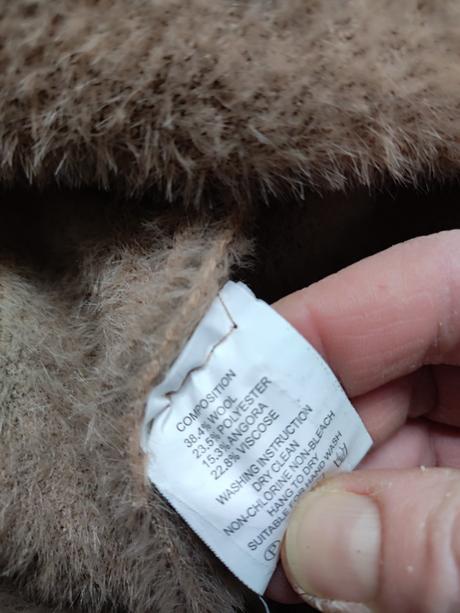 COMPOSITION
38.4% WOOL
23.5% POLYESTER
15.3% ANGORA
22.8% VISCOSE
WASHING INSTRUCTION
DRY CLEAN
NON-CHLORINE NON-BLEACH
HANG TO DRY
SUITABLE FOR HAND WASH
P